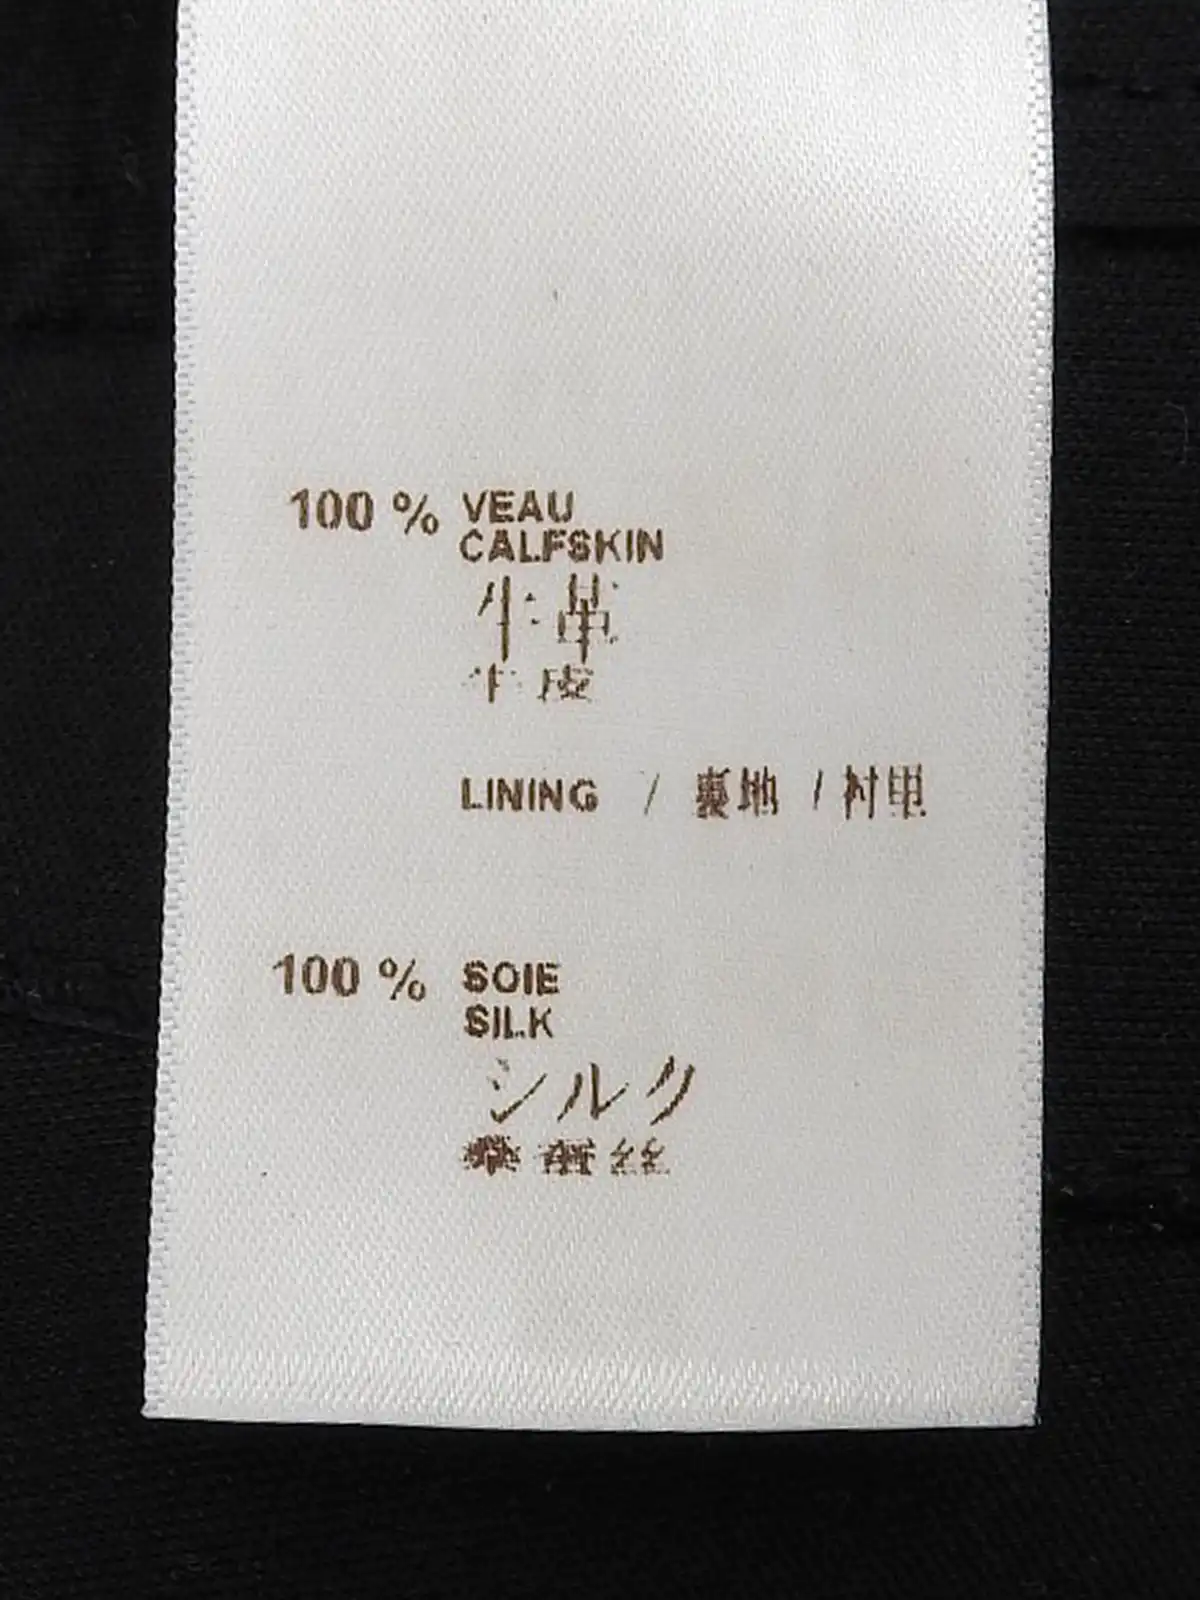 100 % VEAU
CALFSKIN
牛革
牛皮
LINING / 裏地 / 衬里
100 % SOIE
SILK
シルク
桑蚕丝